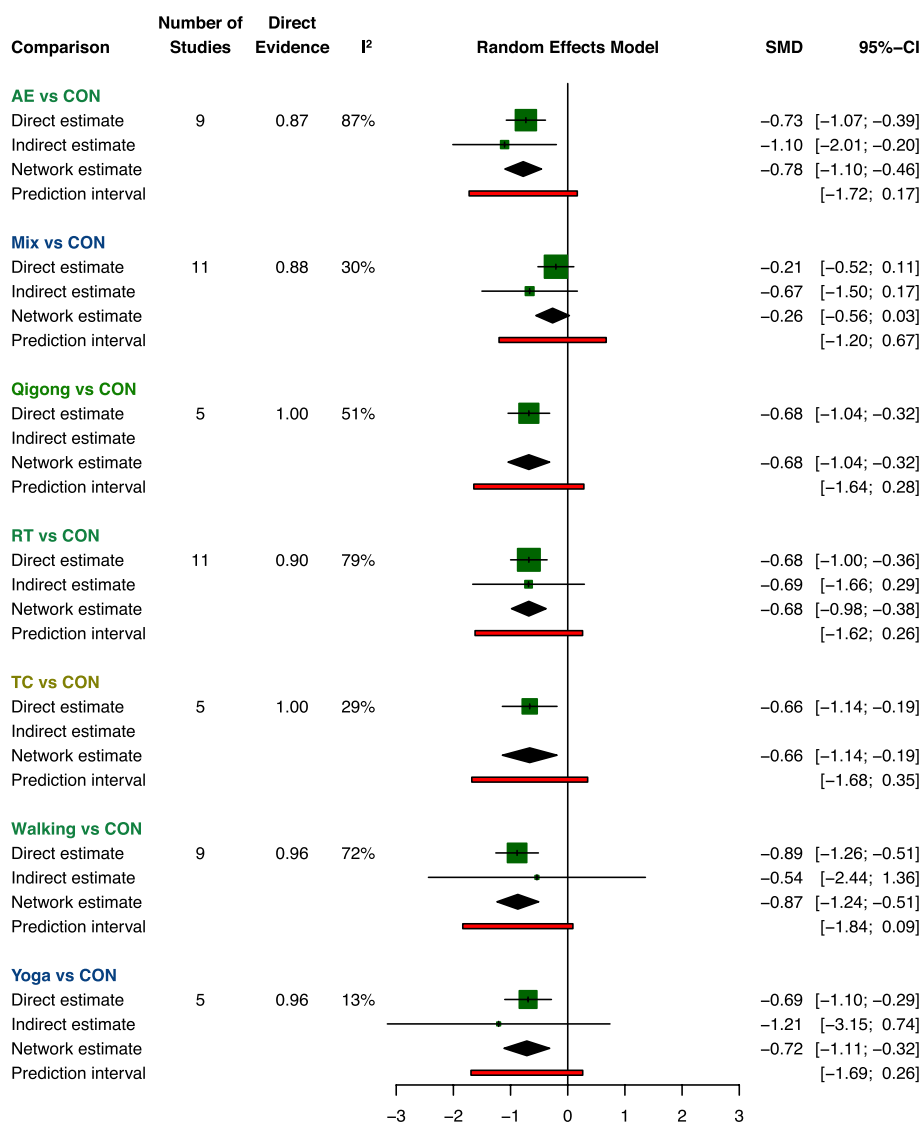 Number of Direct
Comparison Studies Evidence I² Random Effects Model SMD 95%−CI
AE vs CON
Direct estimate 9 0.87 87% −0.73 [−1.07; −0.39]
Indirect estimate −1.10 [−2.01; −0.20]
Network estimate −0.78 [−1.10; −0.46]
Prediction interval [−1.72; 0.17]
Mix vs CON
Direct estimate 11 0.88 30% −0.21 [−0.52; 0.11]
Indirect estimate −0.67 [−1.50; 0.17]
Network estimate −0.26 [−0.56; 0.03]
Prediction interval [−1.20; 0.67]
Qigong vs CON
Direct estimate 5 1.00 51% −0.68 [−1.04; −0.32]
Indirect estimate
Network estimate −0.68 [−1.04; −0.32]
Prediction interval [−1.64; 0.28]
RT vs CON
Direct estimate 11 0.90 79% −0.68 [−1.00; −0.36]
Indirect estimate −0.69 [−1.66; 0.29]
Network estimate −0.68 [−0.98; −0.38]
Prediction interval [−1.62; 0.26]
TC vs CON
Direct estimate 5 1.00 29% −0.66 [−1.14; −0.19]
Indirect estimate
Network estimate −0.66 [−1.14; −0.19]
Prediction interval [−1.68; 0.35]
Walking vs CON
Direct estimate 9 0.96 72% −0.89 [−1.26; −0.51]
Indirect estimate −0.54 [−2.44; 1.36]
Network estimate −0.87 [−1.24; −0.51]
Prediction interval [−1.84; 0.09]
Yoga vs CON
Direct estimate 5 0.96 13% −0.69 [−1.10; −0.29]
Indirect estimate −1.21 [−3.15; 0.74]
Network estimate −0.72 [−1.11; −0.32]
Prediction interval [−1.69; 0.26]
−3 −2 −1 0 1 2 3